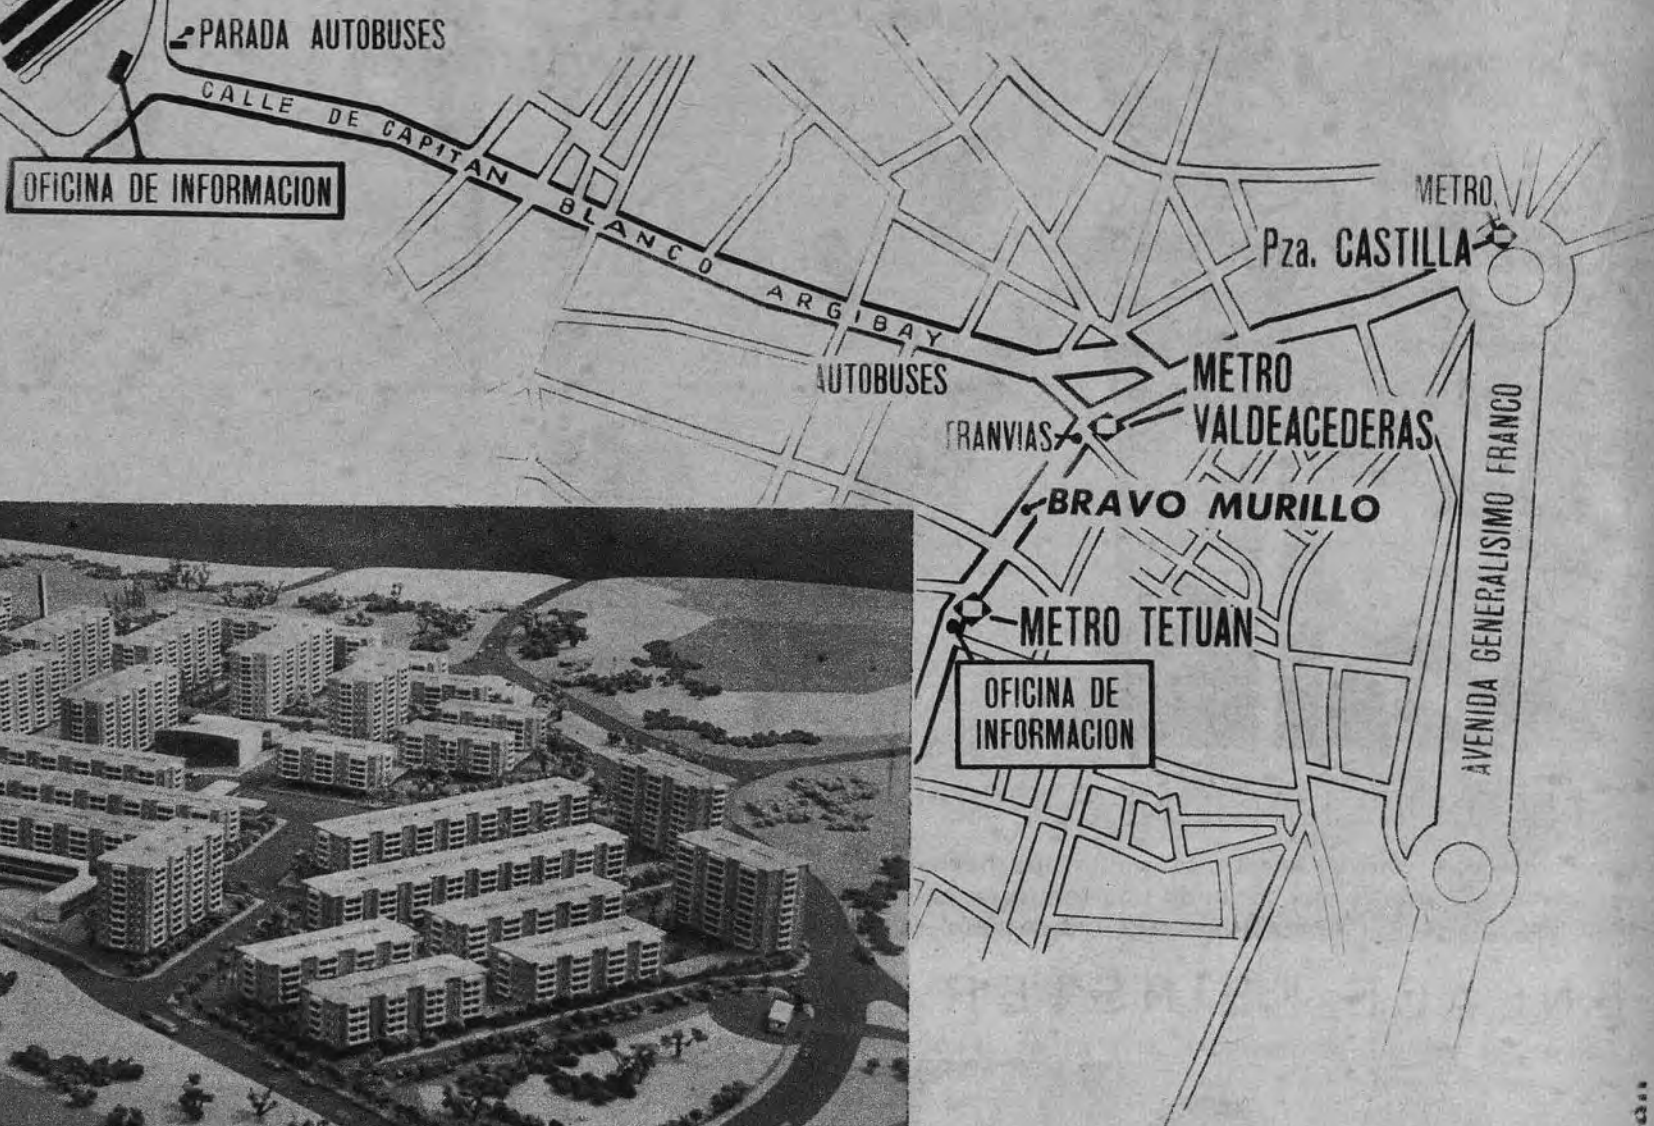 PARADA AUTOBUSES
CALLE DE CAPITAN BLANCO ARGIBAY
OFICINA DE INFORMACION
METRO
Pza. CASTILLA
AUTOBUSES
METRO
VALDEACEDERAS
TRANVIAS
BRAVO MURILLO
METRO TETUAN
OFICINA DE
INFORMACION
AVENIDA GENERALISIMO FRANCO